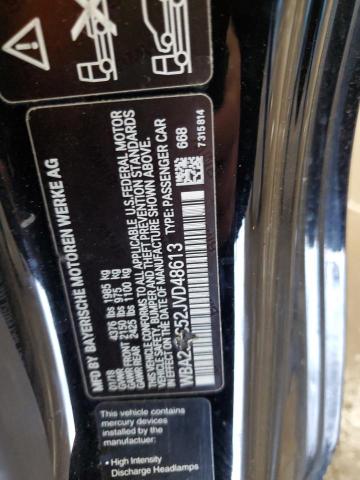 MFD BY BAYERISCHE MOTOREN WERKE AG
GVWR 4376 lbs 1985 kg
GAWR FRONT 2150 lbs 975 kg
GAWR REAR 2425 lbs 1100 kg
THIS VEHICLE CONFORMS TO ALL APPLICABLE U.S. FEDERAL MOTOR
VEHICLE SAFETY, BUMPER AND THEFT PREVENTION STANDARDS
IN EFFECT ON THE DATE OF MANUFACTURE SHOWN ABOVE.
TYPE: PASSENGER CAR
668
7315814
This vehicle contains
mercury devices
installed by the
manufacturer:
• High Intensity
Discharge Headlamps